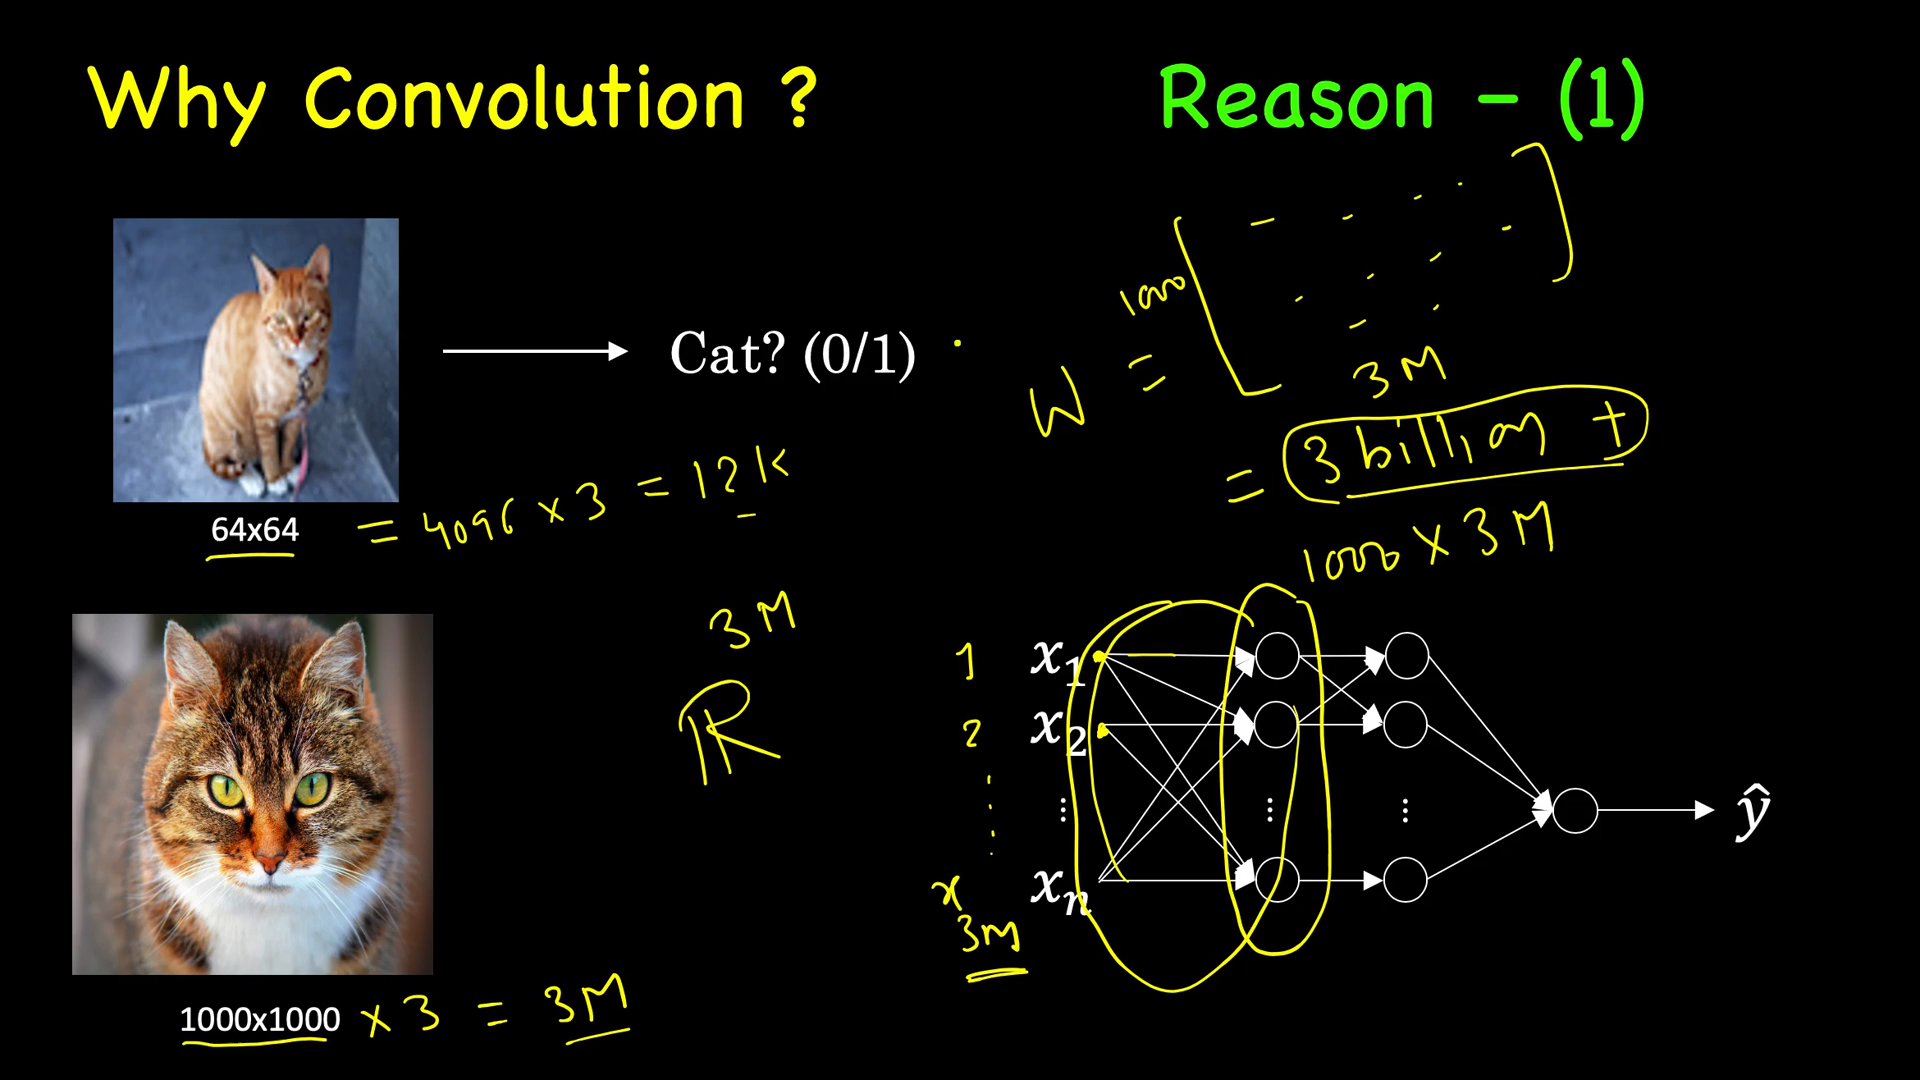 Why Convolution ?
Reason - (1)
Cat? (0/1)
64x64 = 4096 x 3 = 12K
1000x1000 x 3 = 3M
3M
ℝ
W = 1000 [ ]
3M
= 3 billion +
1000 x 3M
1 x₁
2 x₂
⋮ ⋮ ⋮ ⋮
x 3M xₙ
ŷ